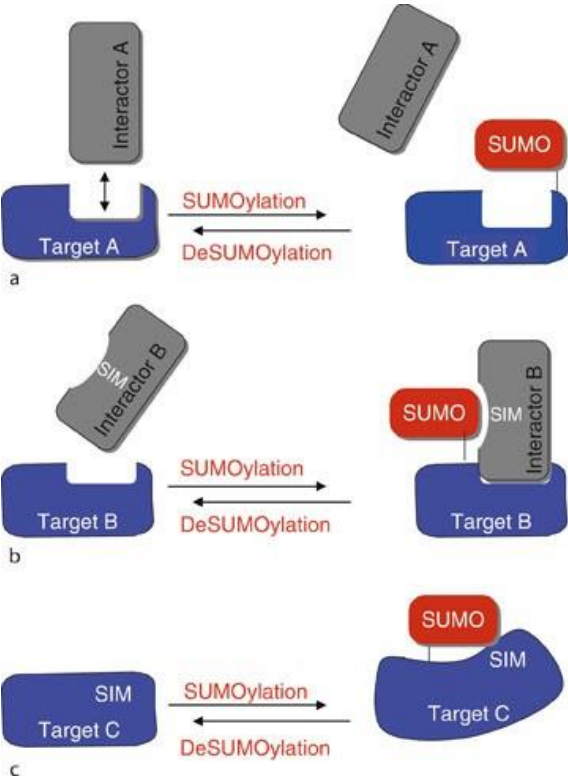 Interactor A
Interactor A
SUMO
SUMOylation
Target A
DeSUMOylation
Target A
a
SIM
Interactor B
SUMO
SIM
Interactor B
SUMOylation
Target B
DeSUMOylation
Target B
b
SUMO
SIM
SIM
SUMOylation
Target C
Target C
DeSUMOylation
c